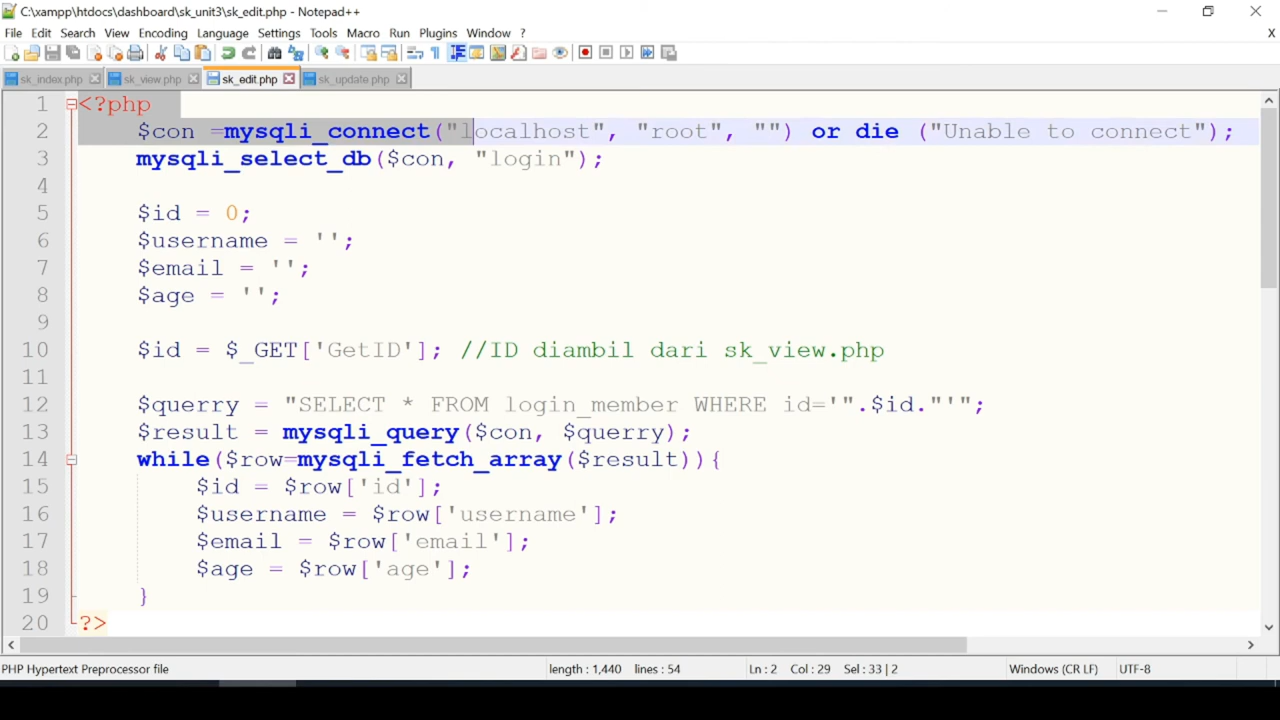 C:\xampp\htdocs\dashboard\sk_unit3\sk_edit.php - Notepad++
File Edit Search View Encoding Language Settings Tools Macro Run Plugins Window ? X
sk_index.php sk_view.php sk_edit.php sk_update.php
1 <?php
2 $con =mysqli_connect("localhost", "root", "") or die ("Unable to connect");
3 mysqli_select_db($con, "login");
4
5 $id = 0;
6 $username = '';
7 $email = '';
8 $age = '';
9
10 $id = $_GET['GetID']; //ID diambil dari sk_view.php
11
12 $querry = "SELECT * FROM login_member WHERE id='".$id."'";
13 $result = mysqli_query($con, $querry);
14 while($row=mysqli_fetch_array($result)){
15 $id = $row['id'];
16 $username = $row['username'];
17 $email = $row['email'];
18 $age = $row['age'];
19 }
20 ?>
PHP Hypertext Preprocessor file length : 1,440 lines : 54 Ln : 2 Col : 29 Sel : 33 | 2 Windows (CR LF) UTF-8